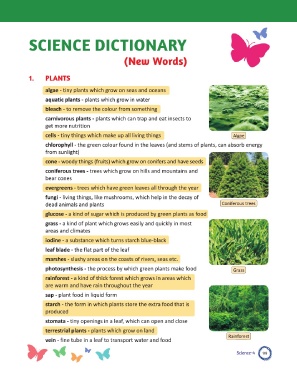 SCIENCE DICTIONARY
(New Words)
1. PLANTS
algae - tiny plants which grow on seas and oceans
aquatic plants - plants which grow in water
bleach - to remove the colour from something
carnivorous plants - plants which can trap and eat insects to
get more nutrition
cells - tiny things which make up all living things
Algae
chlorophyll - the green colour found in the leaves (and stems of plants, can absorb energy
from sunlight)
cone - woody things (fruits) which grow on conifers and have seeds
coniferous trees - trees which grow on hills and mountains and
bear cones
evergreens - trees which have green leaves all through the year
fungi - living things, like mushrooms, which help in the decay of
dead animals and plants
Coniferous trees
glucose - a kind of sugar which is produced by green plants as food
grass - a kind of plant which grows easily and quickly in most
areas and climates
iodine - a substance which turns starch blue-black
leaf blade - the flat part of the leaf
marshes - slushy areas on the coasts of rivers, seas etc.
photosynthesis - the process by which green plants make food
Grass
rainforest - a kind of thick forest which grows in areas which
are warm and have rain throughout the year
sap - plant food in liquid form
starch - the form in which plants store the extra food that is
produced
stomata - tiny openings in a leaf, which can open and close
terrestrial plants - plants which grow on land
vein - fine tube in a leaf to transport water and food
Rainforest
Science-4